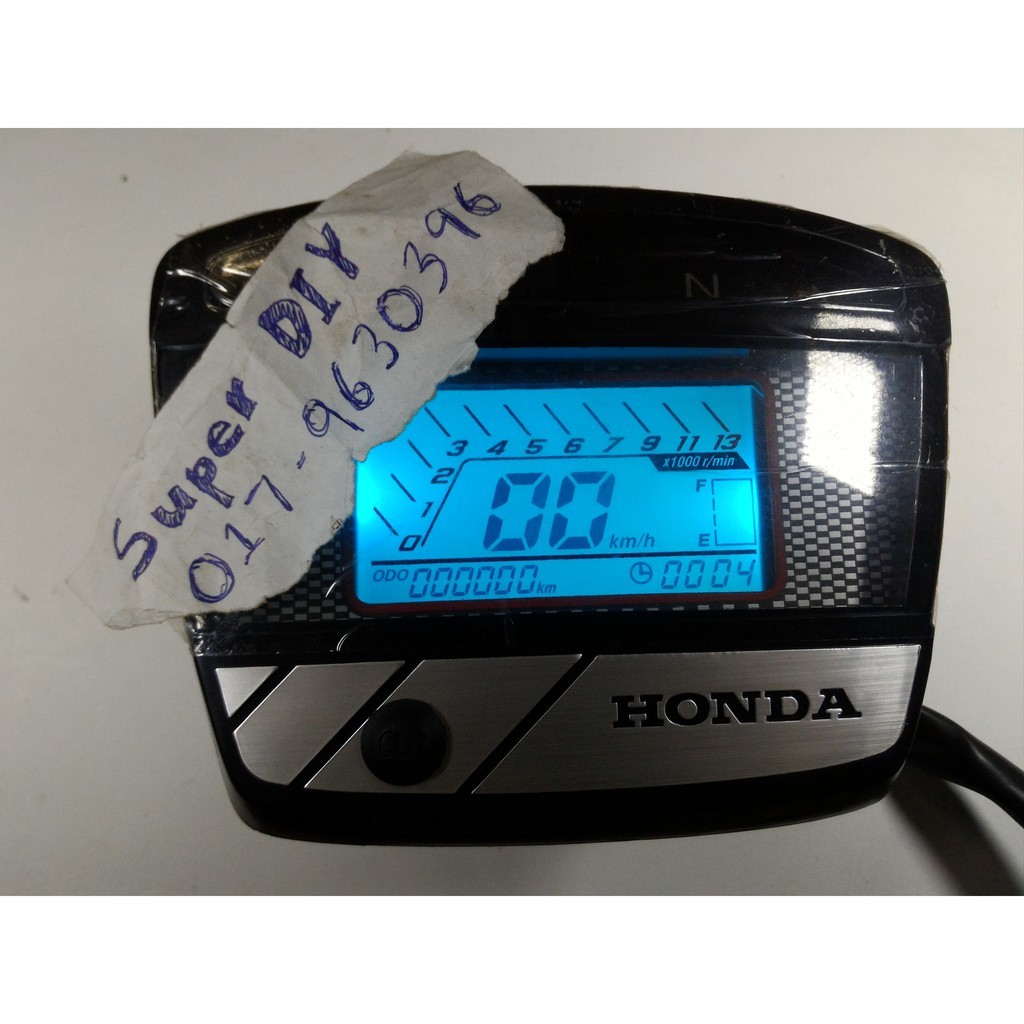 Super DIY
017-9630396
N
0 1 2 3 4 5 6 7 9 11 13
x1000 r/min
00 km/h
F
E
ODO 000000 km
0004
HONDA